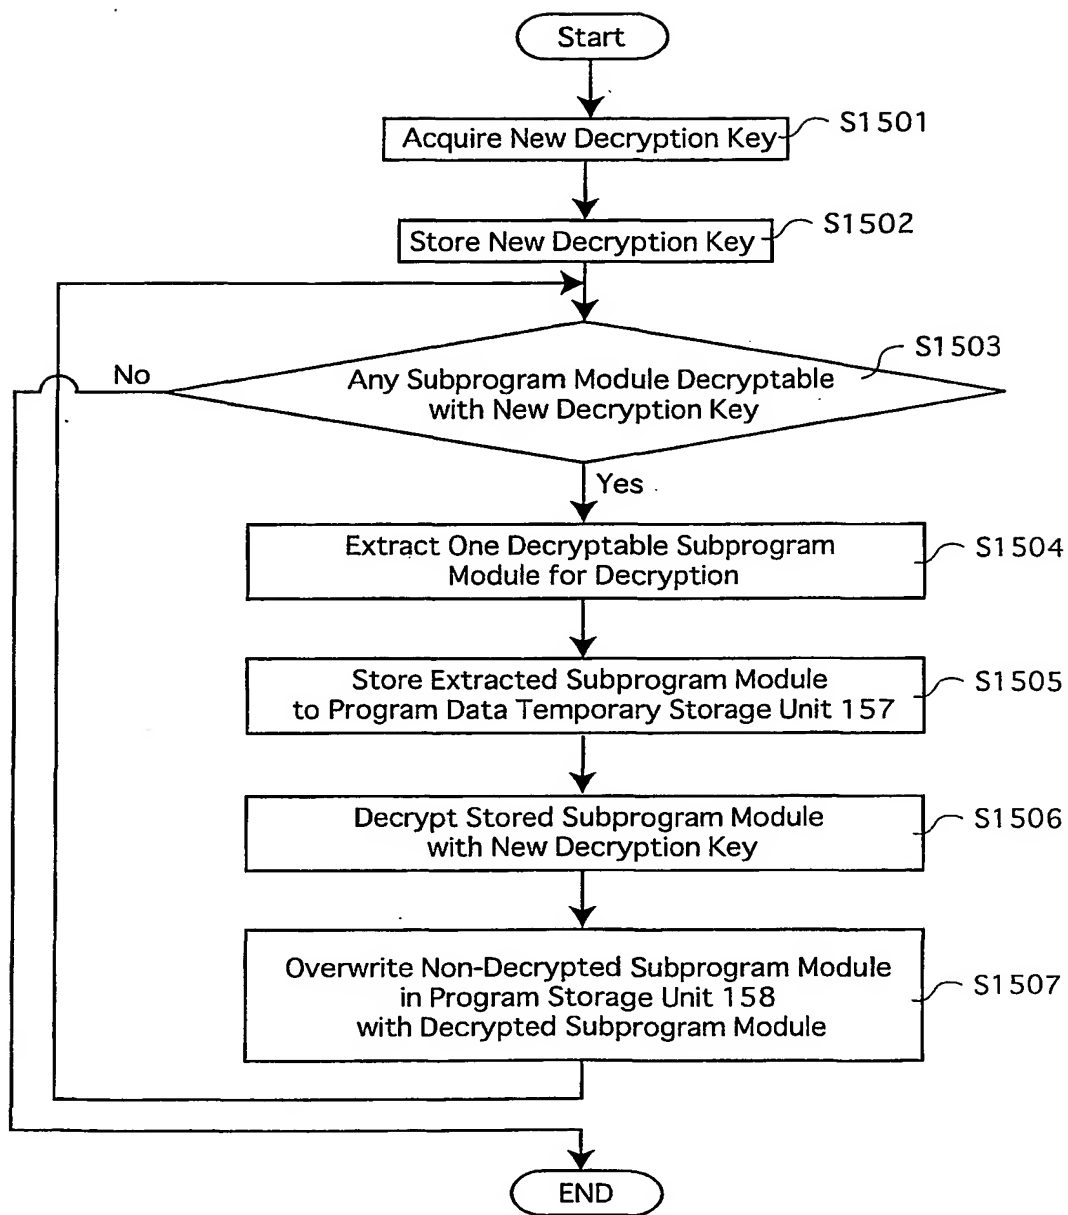 Start
Acquire New Decryption Key
S1501
Store New Decryption Key
S1502
S1503
No
Any Subprogram Module Decryptable
with New Decryption Key
Yes
Extract One Decryptable Subprogram
Module for Decryption
S1504
Store Extracted Subprogram Module
to Program Data Temporary Storage Unit 157
S1505
Decrypt Stored Subprogram Module
with New Decryption Key
S1506
Overwrite Non-Decrypted Subprogram Module
in Program Storage Unit 158
with Decrypted Subprogram Module
S1507
END